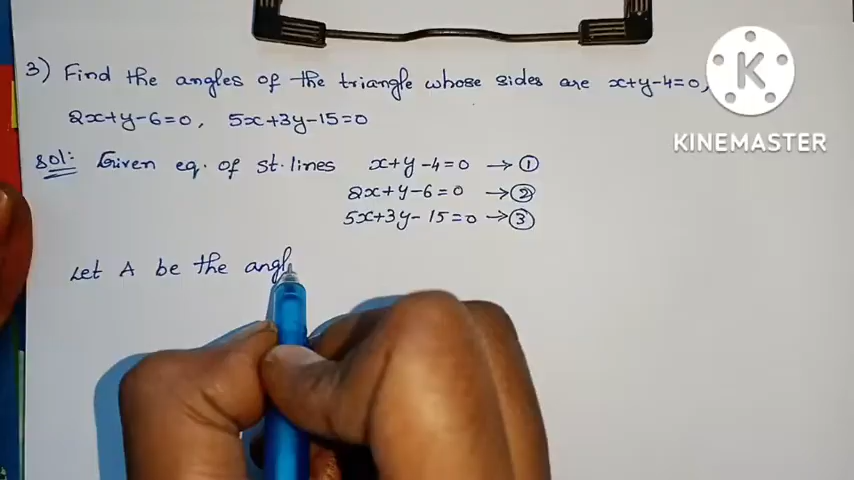 3) Find the angles of the triangle whose sides are x+y-4=0,
2x+y-6=0, 5x+3y-15=0
Sol:- Given eq. of st. lines x+y-4=0 → ①
2x+y-6=0 → ②
5x+3y-15=0 → ③
Let A be the angl
K
KINEMASTER